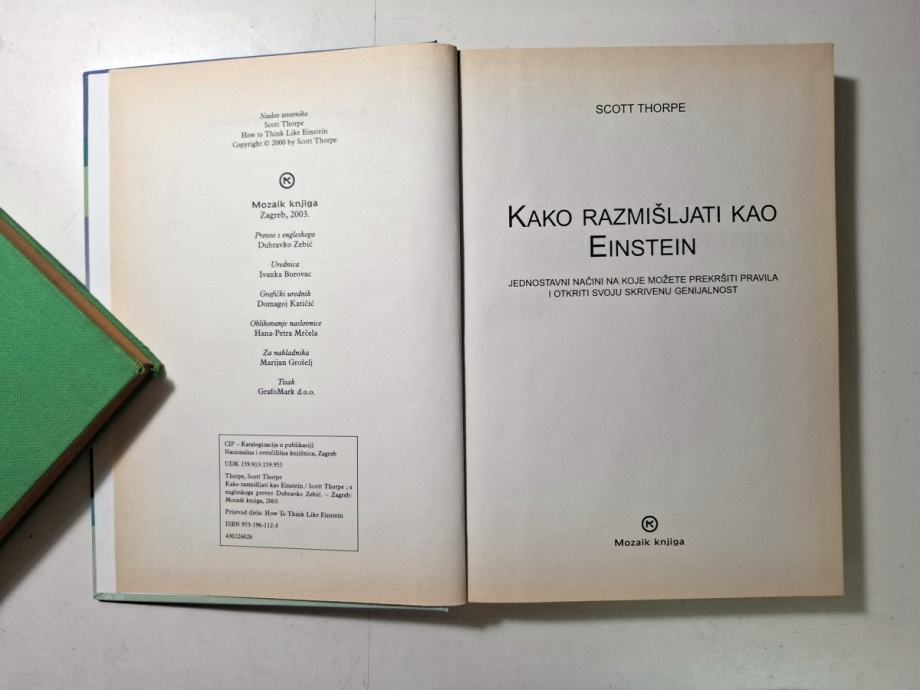 Naslov izvornika
Scott Thorpe
How to Think Like Einstein
Copyright © 2000 by Scott Thorpe
Mozaik knjiga
Zagreb, 2003.
Preveo s engleskoga
Dubravko Zebić
Urednica
Ivanka Borovac
Grafički urednik
Domagoj Katičić
Oblikovanje naslovnice
Hana-Petra Mrčela
Za nakladnika
Marijan Grošelj
Tisak
GrafoMark d.o.o.
CIP – Katalogizacija u publikaciji
Nacionalna i sveučilišna knjižnica, Zagreb
UDK 159.913:159.955
Thorpe, Scott Thorpe
Kako razmišljati kao Einstein / Scott Thorpe ; s
engleskoga preveo Dubravko Zebić. – Zagreb:
Mozaik knjiga, 2003.
Prijevod djela: How To Think Like Einstein
ISBN 953-196-112-3
430226026
SCOTT THORPE
KAKO RAZMIŠLJATI KAO
EINSTEIN
JEDNOSTAVNI NAČINI NA KOJE MOŽETE PREKRŠITI PRAVILA
I OTKRITI SVOJU SKRIVENU GENIJALNOST
Mozaik knjiga